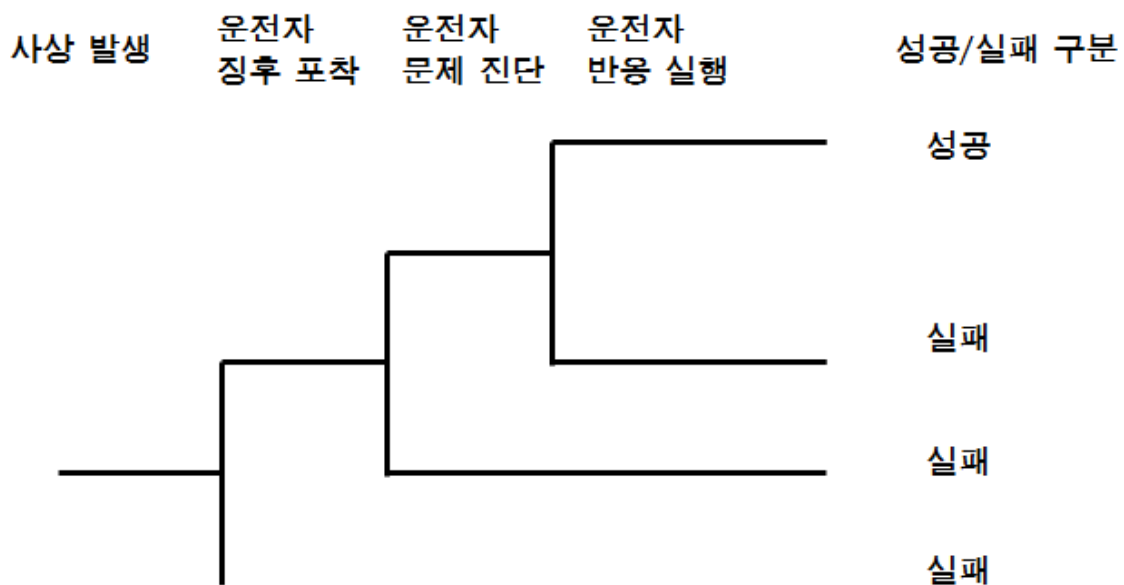 사상 발생
운전자
징후 포착
운전자
문제 진단
운전자
반응 실행
성공/실패 구분
성공
실패
실패
실패